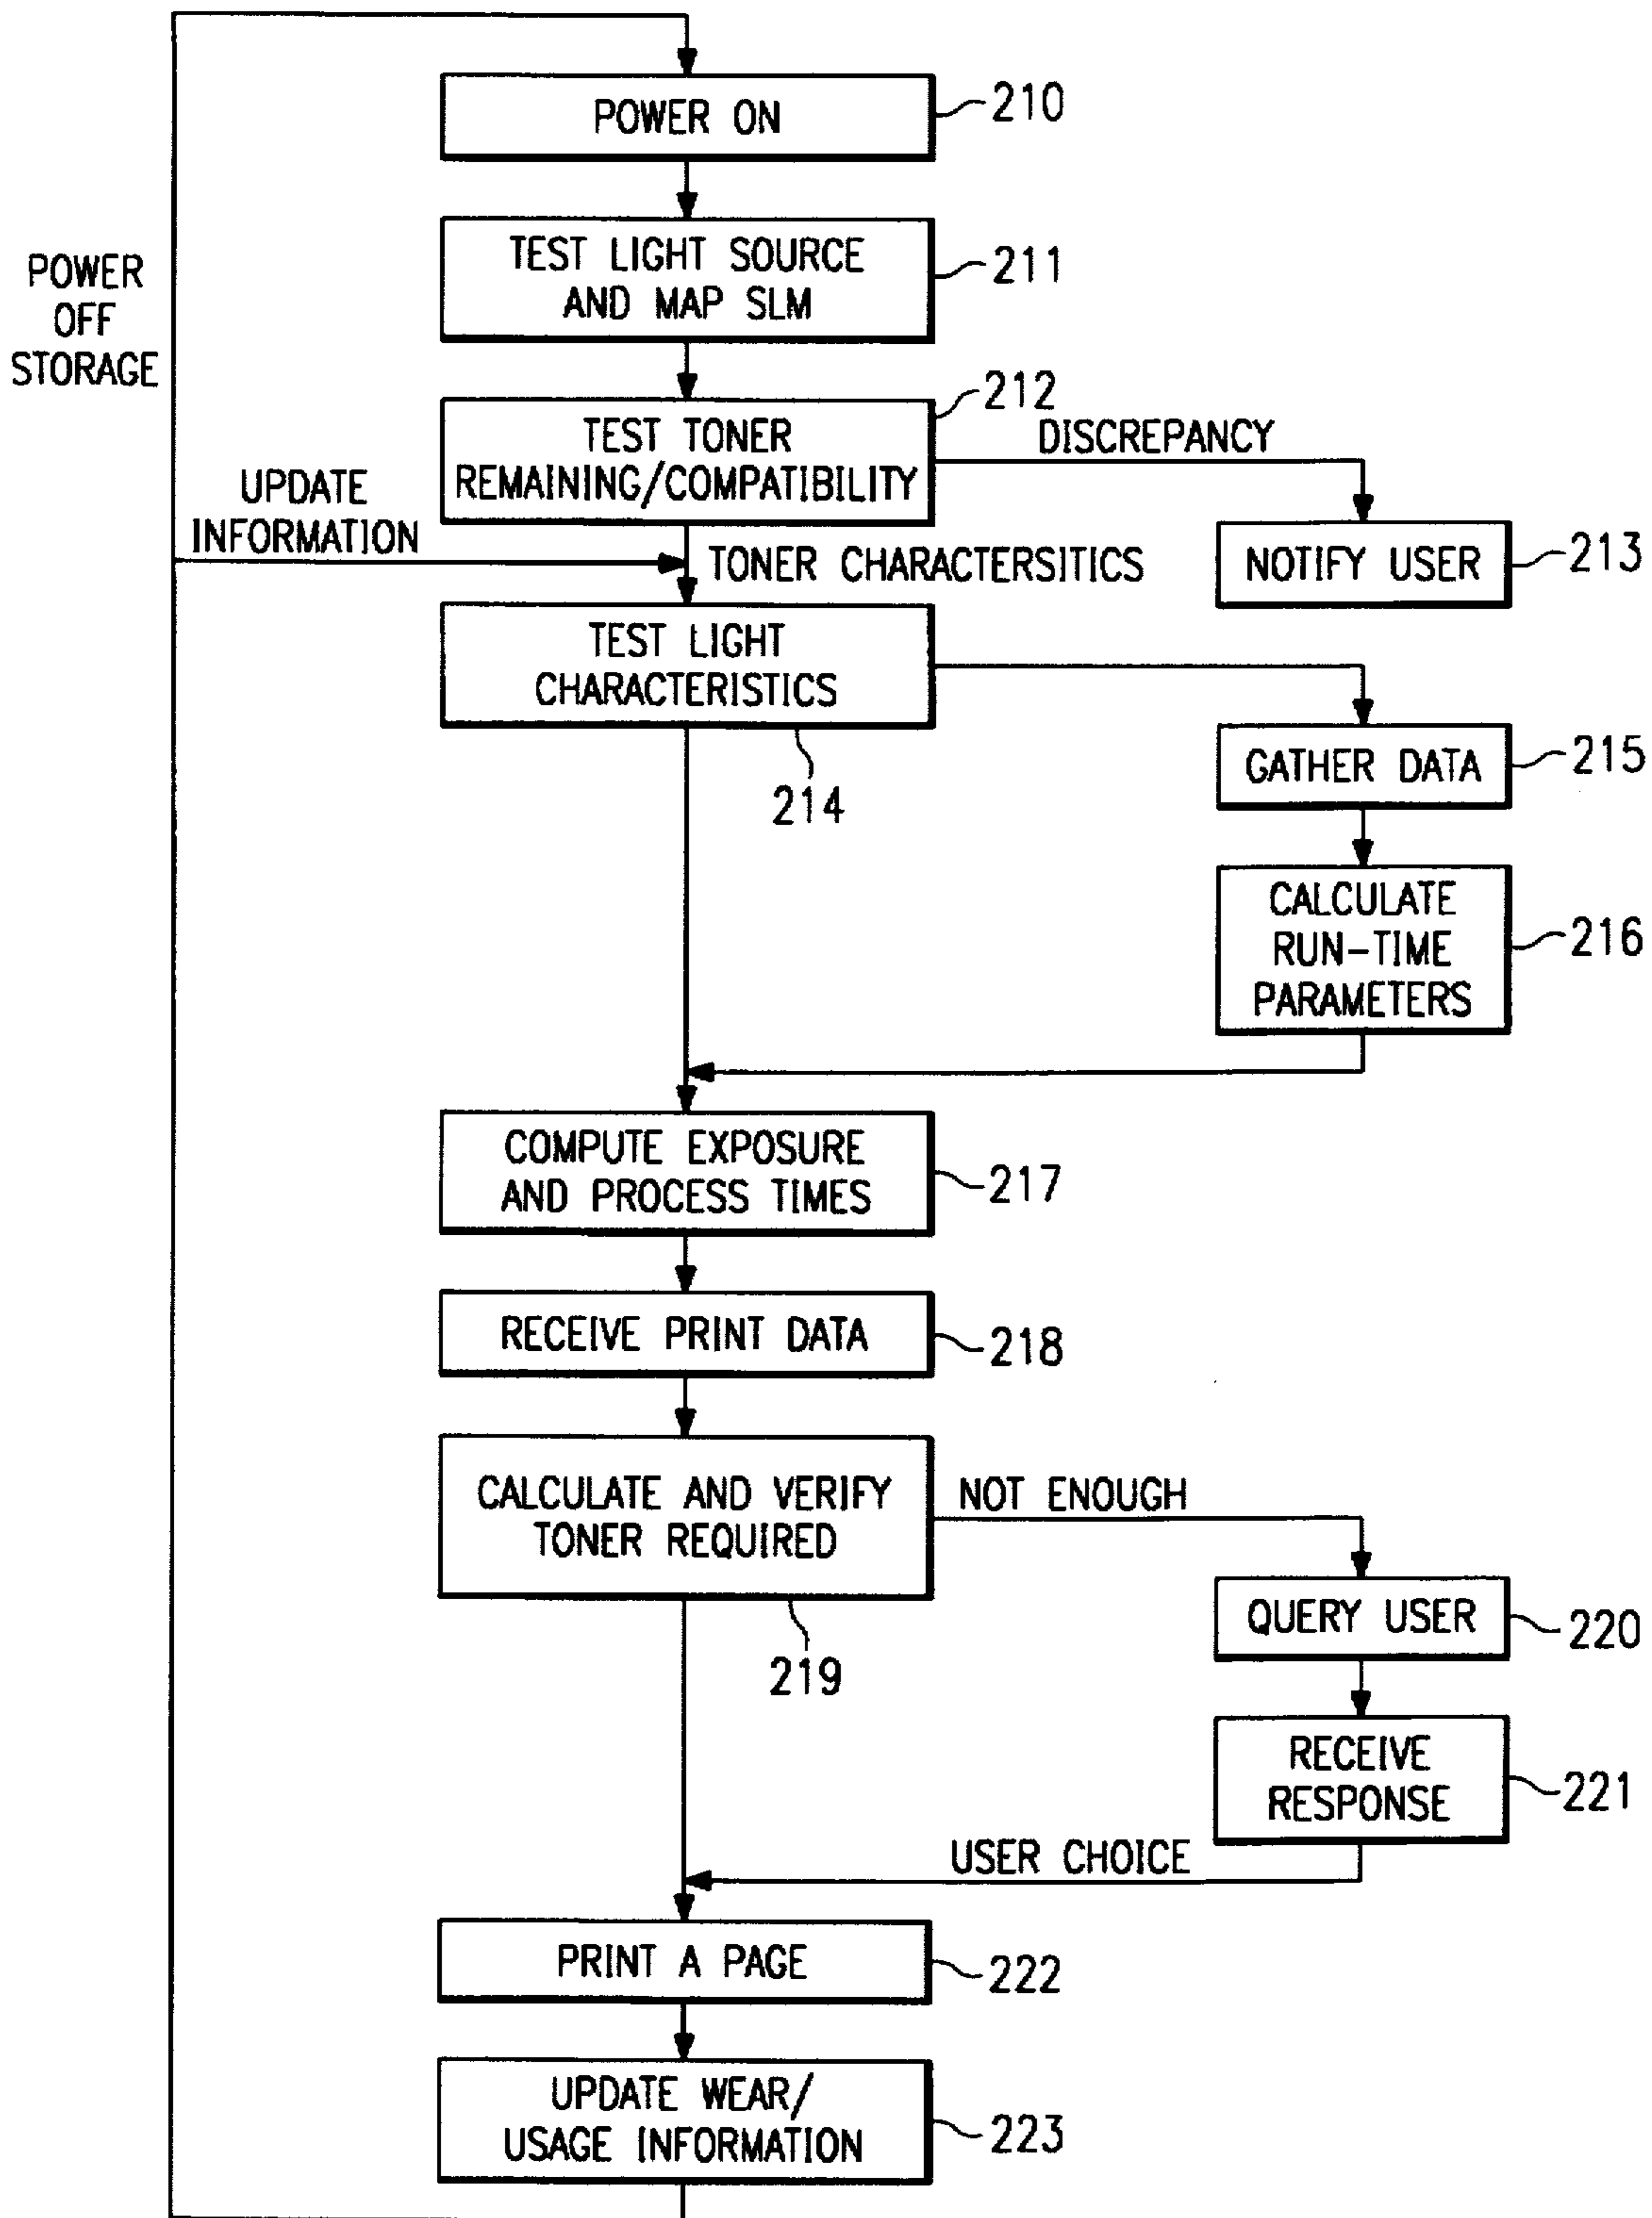 POWER ON
210
TEST LIGHT SOURCE
AND MAP SLM
211
POWER
OFF
STORAGE
TEST TONER
REMAINING/COMPATIBILITY
212
DISCREPANCY
NOTIFY USER
213
UPDATE
INFORMATION
TONER CHARACTERSITICS
TEST LIGHT
CHARACTERISTICS
214
GATHER DATA
215
CALCULATE
RUN-TIME
PARAMETERS
216
COMPUTE EXPOSURE
AND PROCESS TIMES
217
RECEIVE PRINT DATA
218
CALCULATE AND VERIFY
TONER REQUIRED
219
NOT ENOUGH
QUERY USER
220
RECEIVE
RESPONSE
221
USER CHOICE
PRINT A PAGE
222
UPDATE WEAR/
USAGE INFORMATION
223